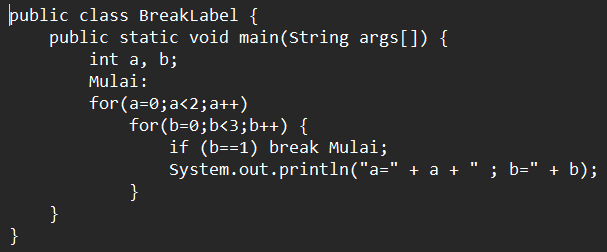 public class BreakLabel {
    public static void main(String args[]) {
        int a, b;
        Mulai:
        for(a=0;a<2;a++)
            for(b=0;b<3;b++) {
                if (b==1) break Mulai;
                System.out.println("a=" + a + " ; b=" + b);
            }
    }
}